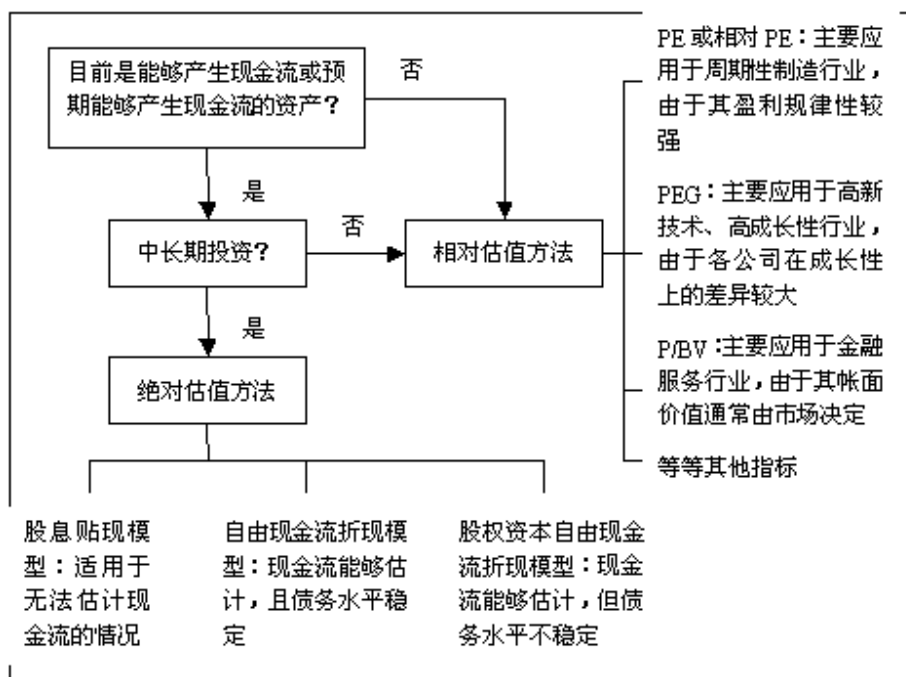 目前是能够产生现金流或预
期能够产生现金流的资产？
否
是
中长期投资？
否
相对估值方法
是
绝对估值方法
PE 或相对 PE：主要应
用于周期性制造行业，
由于其盈利规律性较
强
PEG：主要应用于高新
技术、高成长性行业，
由于各公司在成长性
上的差异较大
P/BV：主要应用于金融
服务行业，由于其帐面
价值通常由市场决定
等等其他指标
股息贴现模
型：适用于
无法估计现
金流的情况
自由现金流折现模
型：现金流能够估
计，且债务水平稳
定
股权资本自由现金
流折现模型：现金
流能够估计，但债
务水平不稳定